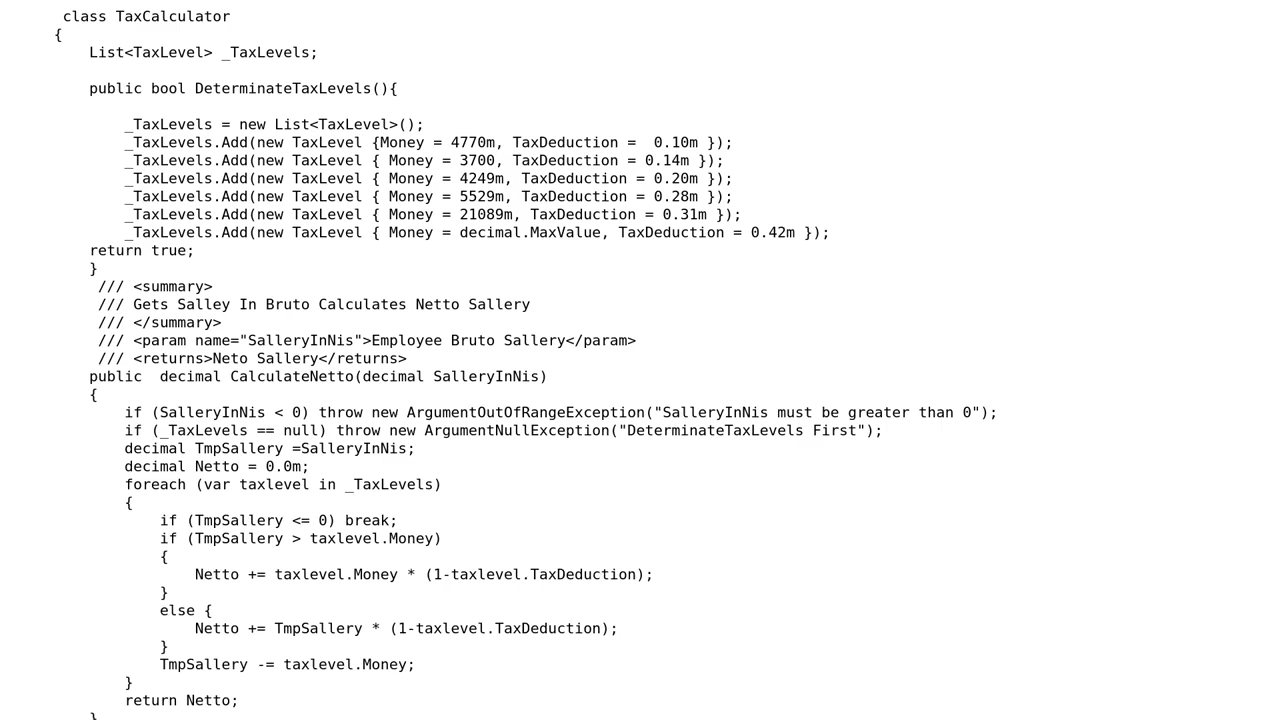 class TaxCalculator
{
List<TaxLevel> _TaxLevels;
public bool DeterminateTaxLevels(){
_TaxLevels = new List<TaxLevel>();
_TaxLevels.Add(new TaxLevel {Money = 4770m, TaxDeduction =  0.10m });
_TaxLevels.Add(new TaxLevel { Money = 3700, TaxDeduction = 0.14m });
_TaxLevels.Add(new TaxLevel { Money = 4249m, TaxDeduction = 0.20m });
_TaxLevels.Add(new TaxLevel { Money = 5529m, TaxDeduction = 0.28m });
_TaxLevels.Add(new TaxLevel { Money = 21089m, TaxDeduction = 0.31m });
_TaxLevels.Add(new TaxLevel { Money = decimal.MaxValue, TaxDeduction = 0.42m });
return true;
}
/// <summary>
/// Gets Salley In Bruto Calculates Netto Sallery
/// </summary>
/// <param name="SalleryInNis">Employee Bruto Sallery</param>
/// <returns>Neto Sallery</returns>
public  decimal CalculateNetto(decimal SalleryInNis)
{
if (SalleryInNis < 0) throw new ArgumentOutOfRangeException("SalleryInNis must be greater than 0");
if (_TaxLevels == null) throw new ArgumentNullException("DeterminateTaxLevels First");
decimal TmpSallery =SalleryInNis;
decimal Netto = 0.0m;
foreach (var taxlevel in _TaxLevels)
{
if (TmpSallery <= 0) break;
if (TmpSallery > taxlevel.Money)
{
Netto += taxlevel.Money * (1-taxlevel.TaxDeduction);
}
else {
Netto += TmpSallery * (1-taxlevel.TaxDeduction);
}
TmpSallery -= taxlevel.Money;
}
return Netto;
}